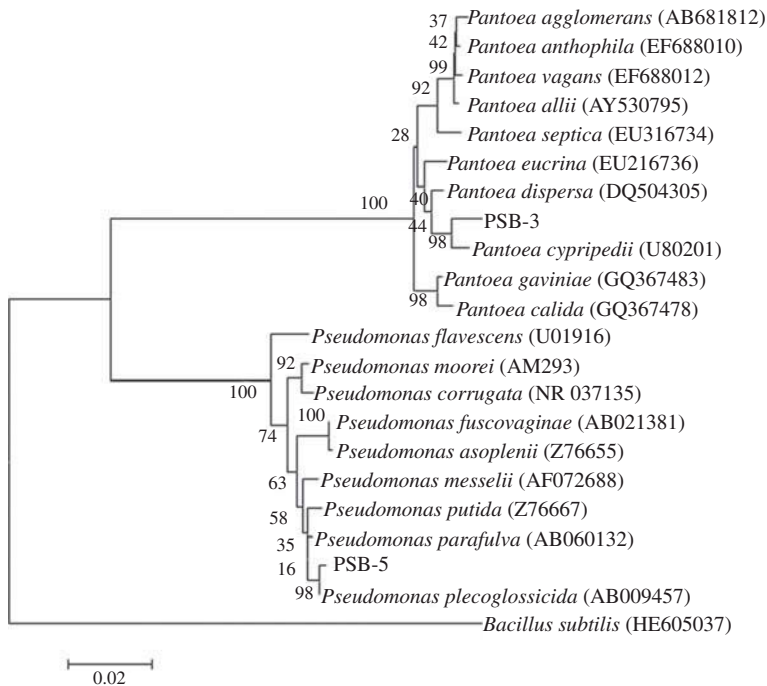 37
Pantoea agglomerans (AB681812)
42
Pantoea anthophila (EF688010)
99
Pantoea vagans (EF688012)
92
Pantoea allii (AY530795)
28
Pantoea septica (EU316734)
Pantoea eucrina (EU216736)
40
Pantoea dispersa (DQ504305)
100
44
PSB-3
98
Pantoea cypripedii (U80201)
Pantoea gaviniae (GQ367483)
98
Pantoea calida (GQ367478)
Pseudomonas flavescens (U01916)
92
Pseudomonas moorei (AM293)
100
Pseudomonas corrugata (NR 037135)
100
Pseudomonas fuscovaginae (AB021381)
74
Pseudomonas asoplenii (Z76655)
63
Pseudomonas messelii (AF072688)
58
Pseudomonas putida (Z76667)
35
Pseudomonas parafulva (AB060132)
16
PSB-5
98
Pseudomonas plecoglossicida (AB009457)
Bacillus subtilis (HE605037)
0.02